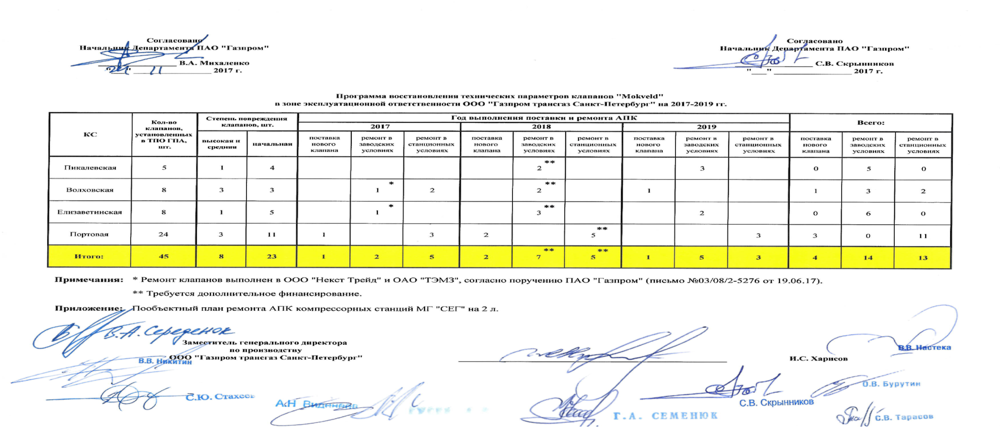 Согласовано
Начальник Департамента ПАО "Газпром"
В.А. Михаленко
"24" 11 2017 г.
Согласовано
Начальник Департамента ПАО "Газпром"
С.В. Скрынников
"___" ____________ 2017 г.
Программа восстановления технических параметров клапанов "Mokveld"
в зоне эксплуатационной ответственности ООО "Газпром трансгаз Санкт-Петербург" на 2017-2019 гг.
КС
Кол-во клапанов, установленных в ТПО ГПА, шт.
Степень повреждения клапанов, шт.
Год выполнения поставки и ремонта АПК
Всего:
2017 2018 2019
высокая и средняя
начальная
поставка нового клапана
ремонт в заводских условиях
ремонт в станционных условиях
поставка нового клапана
ремонт в заводских условиях
ремонт в станционных условиях
поставка нового клапана
ремонт в заводских условиях
ремонт в станционных условиях
поставка нового клапана
ремонт в заводских условиях
ремонт в станционных условиях
Пикалевская 5 1 4 2** 3 0 5 0
Волховская 8 3 3 1* 2 2** 1 1 3 2
Елизаветинская 8 1 5 1* 3** 2 0 6 0
Портовая 24 3 11 1 3 2 5** 3 3 0 11
Итого: 45 8 23 1 2 5 2 7** 5** 1 5 3 4 14 13
Примечания: * Ремонт клапанов выполнен в ООО "Некст Трейд" и ОАО "ТЭМЗ", согласно поручению ПАО "Газпром" (письмо №03/08/2-5276 от 19.06.17).
** Требуется дополнительное финансирование.
Приложение: Пообъектный план ремонта АПК компрессорных станций МГ "СЕГ" на 2 л.
В.А. Середенок
Заместитель генерального директора
по производству
ООО "Газпром трансгаз Санкт-Петербург"
И.С. Харисов
В.В. Настека
В.В. Никитин
О.В. Бурутин
С.Ю. Стахеев
А.Н Виденеев
С.В. Скрынников
Г.А. СЕМЕНЮК
С.В. Тарасов